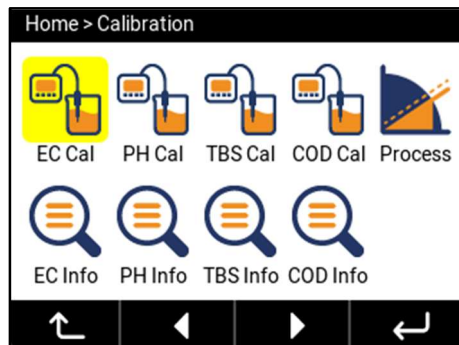 Home > Calibration
EC Cal PH Cal TBS Cal COD Cal Process
EC Info PH Info TBS Info COD Info